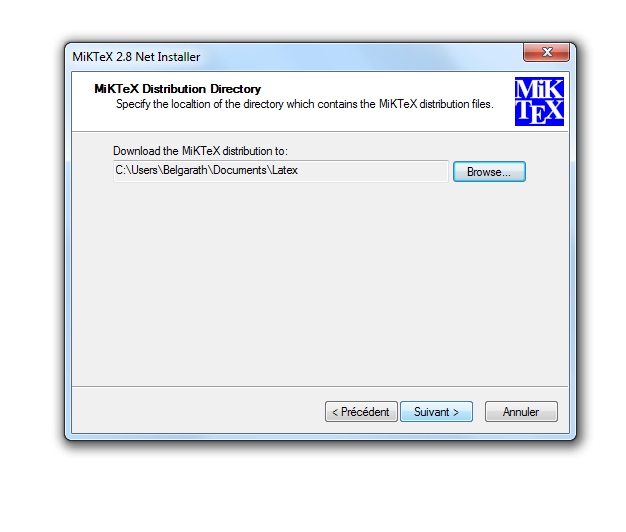 MiKTeX 2.8 Net Installer
MiKTeX Distribution Directory
Specify the localtion of the directory which contains the MiKTeX distribution files.
MiK
TEX
Download the MiKTeX distribution to:
C:\Users\Belgarath\Documents\Latex
Browse...
< Précédent
Suivant >
Annuler